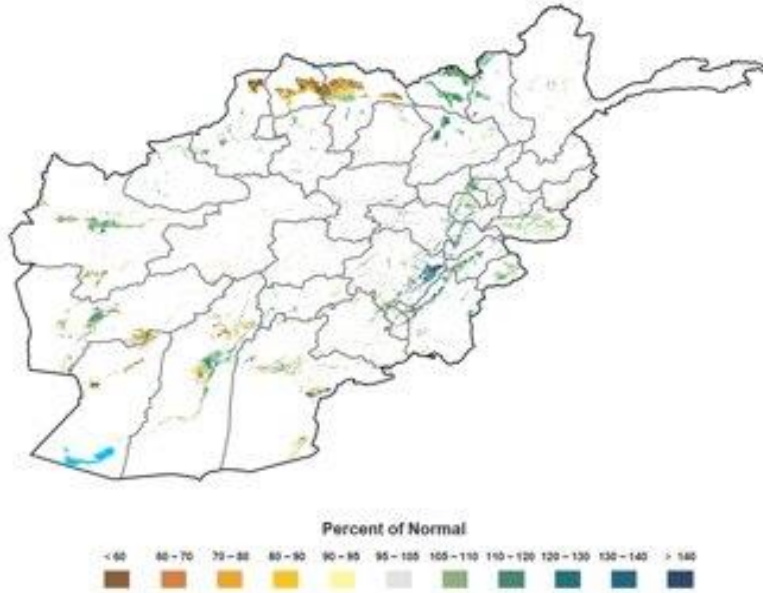 Percent of Normal
< 60 60 – 70 70 – 80 80 – 90 90 – 95 95 – 105 105 – 110 110 – 120 120 – 130 130 – 140 > 140